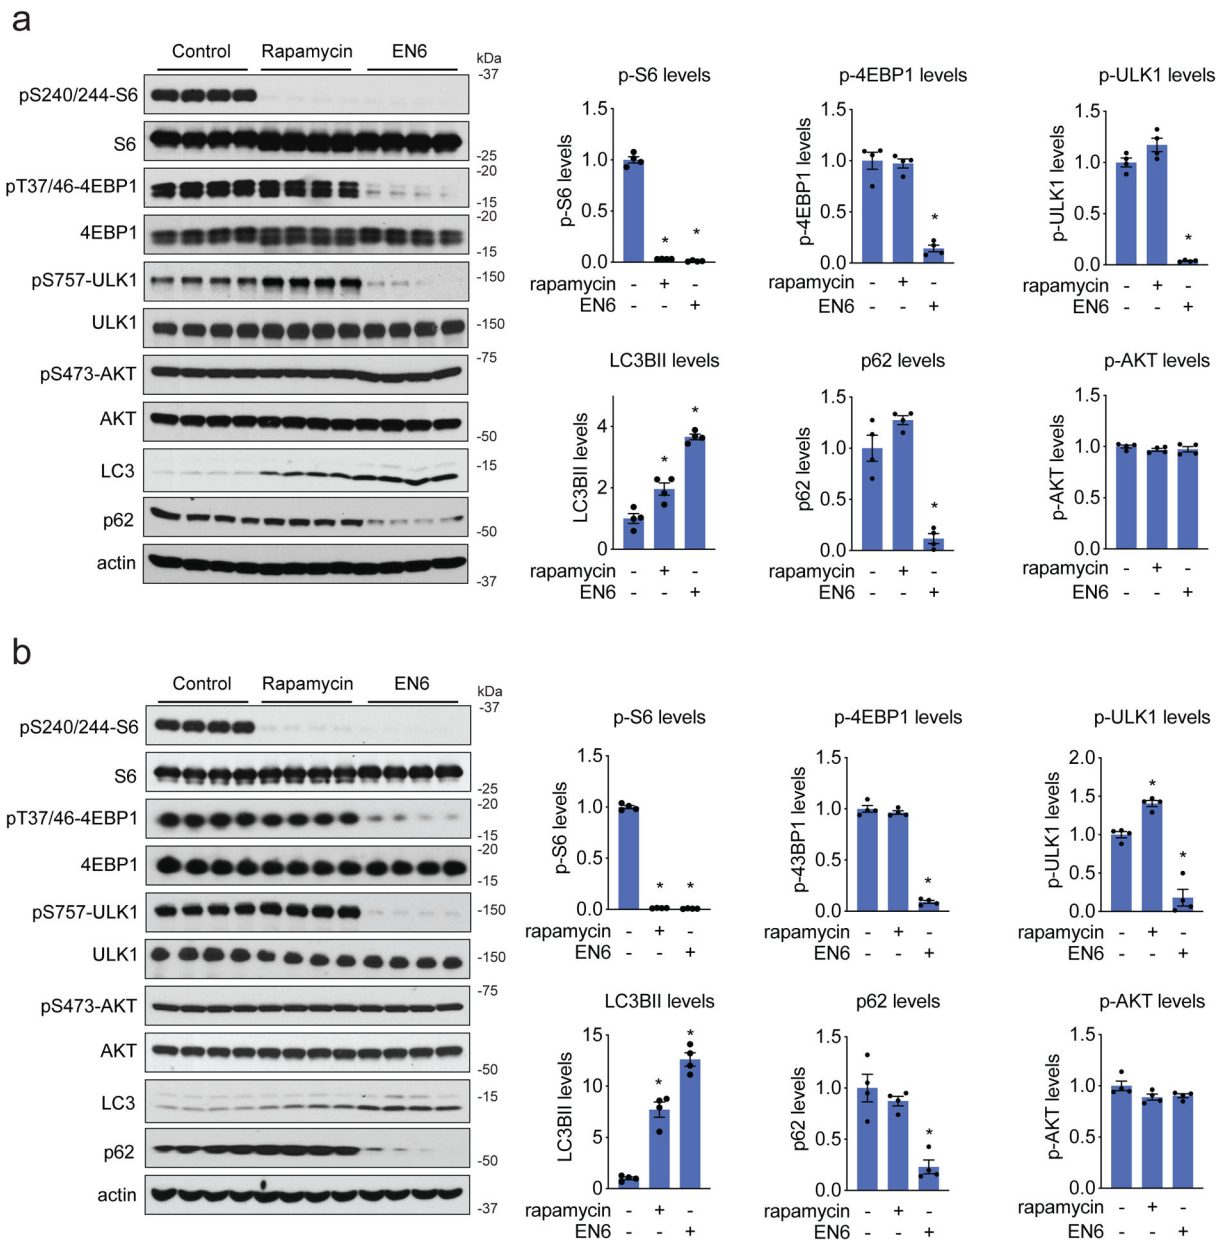 a
Control Rapamycin EN6
kDa
pS240/244-S6
-37
S6
-25
pT37/46-4EBP1
-20
-15
4EBP1
-20
-15
pS757-ULK1
-150
ULK1
-150
pS473-AKT
-75
AKT
-50
LC3
-15
p62
-50
actin
-37
p-S6 levels
p-S6 levels
1.5
1.0
0.5
0.0
* *
rapamycin - + -
EN6 - - +
p-4EBP1 levels
p-4EBP1 levels
1.5
1.0
0.5
0.0
*
rapamycin - + -
EN6 - - +
p-ULK1 levels
p-ULK1 levels
1.5
1.0
0.5
0.0
*
rapamycin - + -
EN6 - - +
LC3BII levels
LC3BII levels
4
2
0
* *
rapamycin - + -
EN6 - - +
p62 levels
p62 levels
1.5
1.0
0.5
0.0
*
rapamycin - + -
EN6 - - +
p-AKT levels
p-AKT levels
1.5
1.0
0.5
0.0
rapamycin - + -
EN6 - - +
b
Control Rapamycin EN6
kDa
pS240/244-S6
-37
S6
-25
pT37/46-4EBP1
-20
-15
4EBP1
-20
-15
pS757-ULK1
-150
ULK1
-150
pS473-AKT
-75
AKT
-50
LC3
-15
p62
-50
actin
-37
p-S6 levels
p-S6 levels
1.5
1.0
0.5
0.0
* *
rapamycin - + -
EN6 - - +
p-4EBP1 levels
p-43BP1 levels
1.5
1.0
0.5
0.0
*
rapamycin - + -
EN6 - - +
p-ULK1 levels
p-ULK1 levels
2.0
1.5
1.0
0.5
0.0
* *
rapamycin - + -
EN6 - - +
LC3BII levels
LC3BII levels
15
10
5
0
* *
rapamycin - + -
EN6 - - +
p62 levels
p62 levels
1.5
1.0
0.5
0.0
*
rapamycin - + -
EN6 - - +
p-AKT levels
p-AKT levels
1.5
1.0
0.5
0.0
rapamycin - + -
EN6 - - +